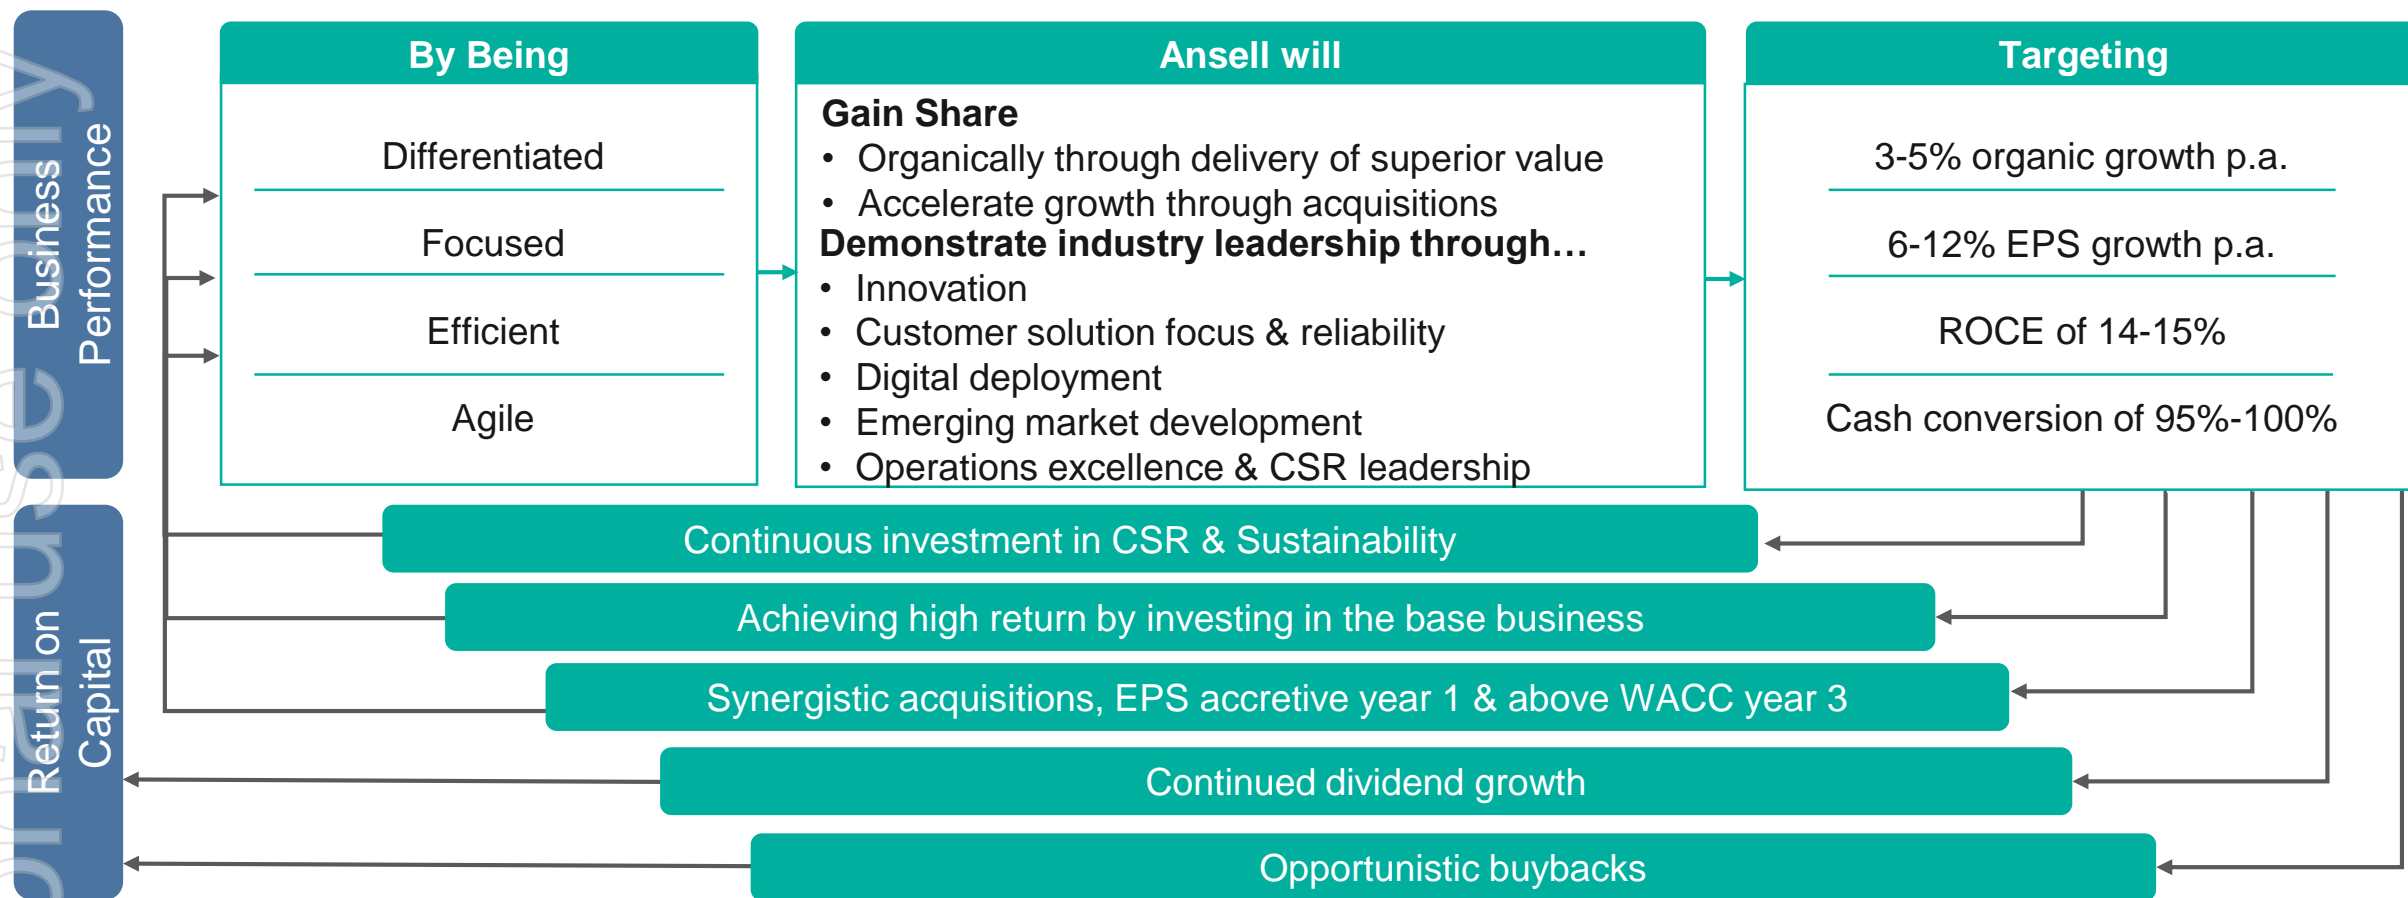 Business
Performance
By Being
Differentiated
Focused
Efficient
Agile
Ansell will
Gain Share
• Organically through delivery of superior value
• Accelerate growth through acquisitions
Demonstrate industry leadership through…
• Innovation
• Customer solution focus & reliability
• Digital deployment
• Emerging market development
• Operations excellence & CSR leadership
Targeting
3-5% organic growth p.a.
6-12% EPS growth p.a.
ROCE of 14-15%
Cash conversion of 95%-100%
Return on
Capital
Continuous investment in CSR & Sustainability
Achieving high return by investing in the base business
Synergistic acquisitions, EPS accretive year 1 & above WACC year 3
Continued dividend growth
Opportunistic buybacks
use only